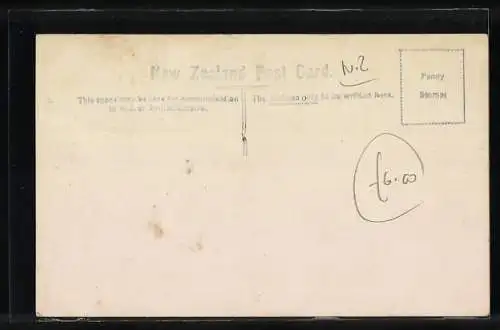 New Zealand Post Card.
N.Z
Penny
Stamp
This space may be used for communication
The address only to be written here.
£6.00